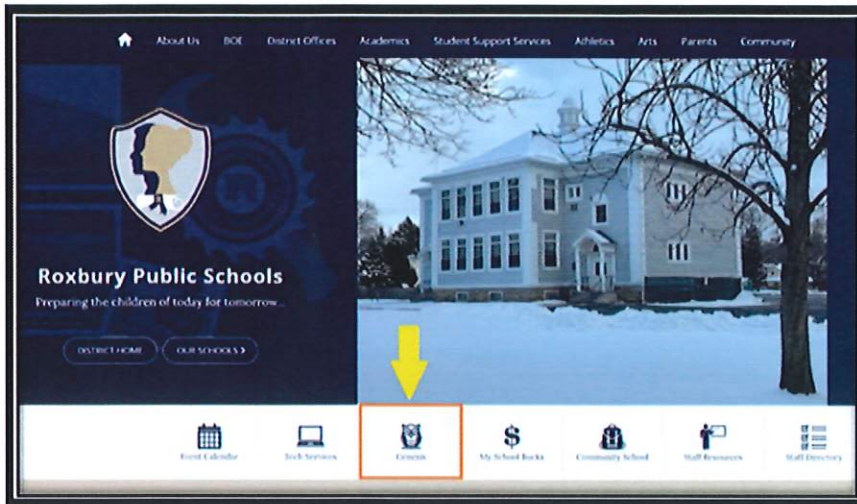 About Us BOE District Offices Academics Student Support Services Athletics Arts Parents Community
Roxbury Public Schools
Preparing the children of today for tomorrow...
DISTRICT HOME OUR SCHOOLS >
Event Calendar Tech Services Genesis My School Bucks Community School Staff Resources Staff Directory